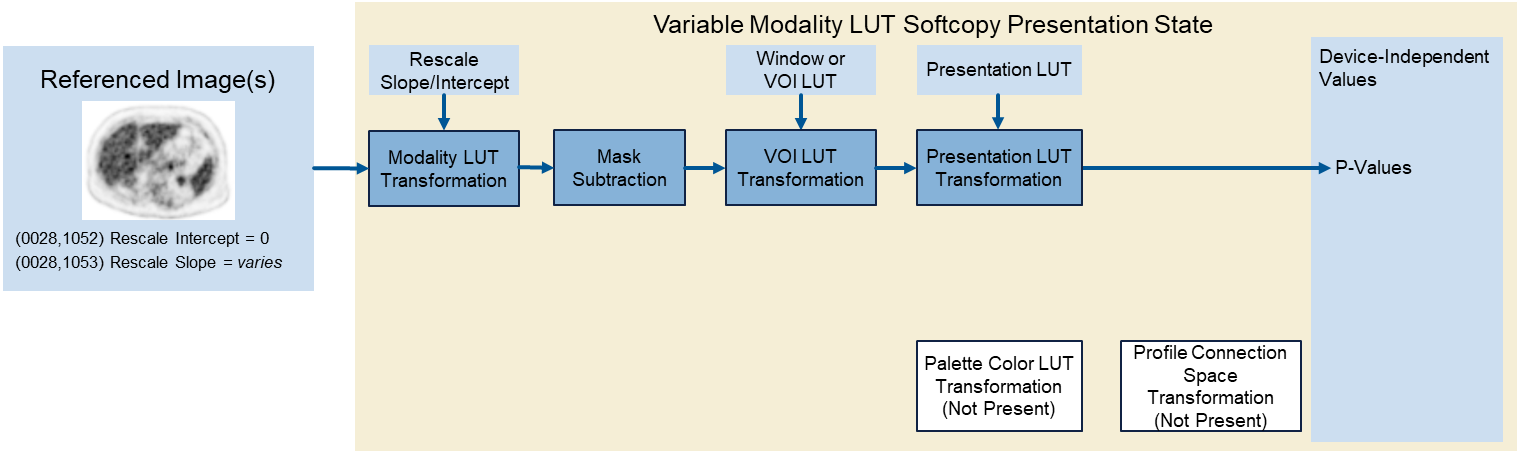 Variable Modality LUT Softcopy Presentation State
Referenced Image(s)
(0028,1052) Rescale Intercept = 0
(0028,1053) Rescale Slope = varies
Rescale
Slope/Intercept
Window or
VOI LUT
Presentation LUT
Device-Independent
Values
Modality LUT
Transformation
Mask
Subtraction
VOI LUT
Transformation
Presentation LUT
Transformation
P-Values
Palette Color LUT
Transformation
(Not Present)
Profile Connection
Space
Transformation
(Not Present)